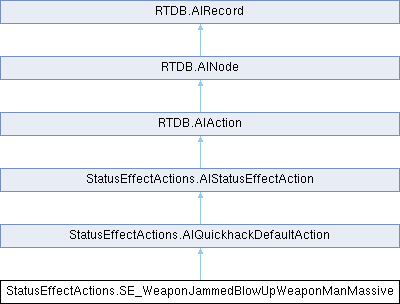 RTDB.AIRecord
RTDB.AINode
RTDB.AIAction
StatusEffectActions.AIStatusEffectAction
StatusEffectActions.AIQuickhackDefaultAction
StatusEffectActions.SE_WeaponJammedBlowUpWeaponManMassive